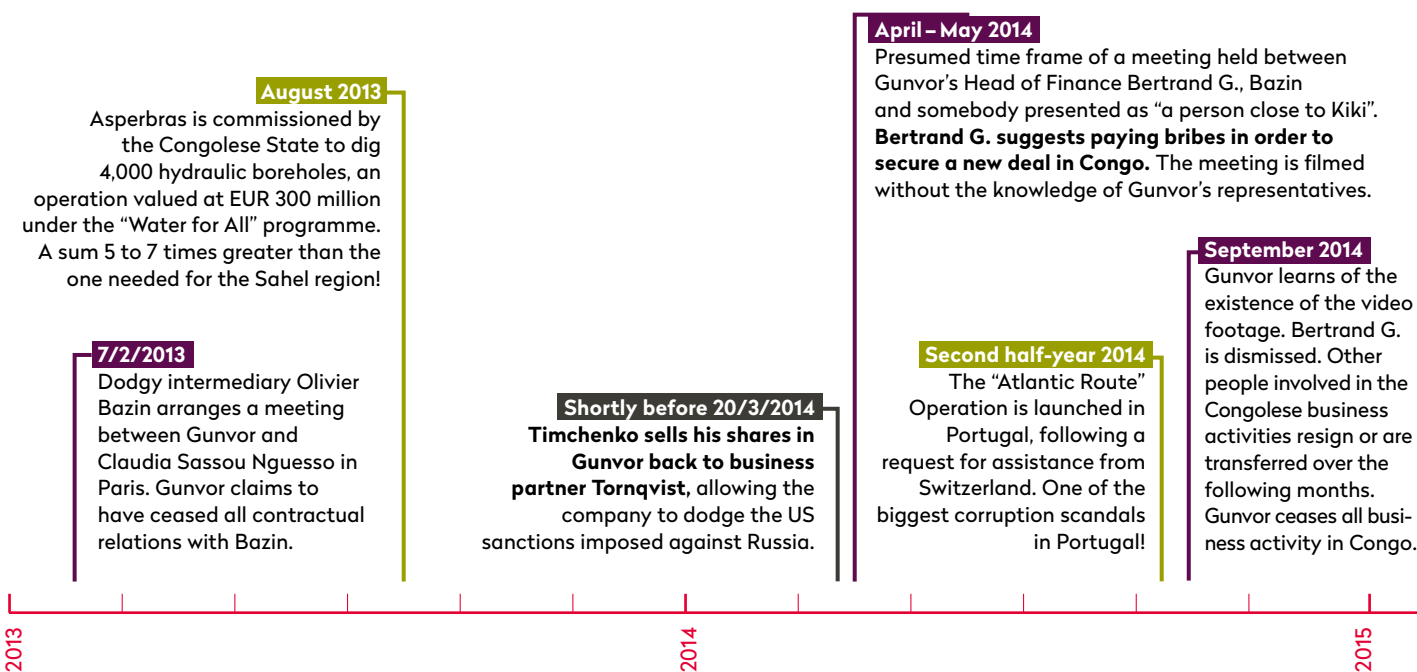 April – May 2014
Presumed time frame of a meeting held between
Gunvor’s Head of Finance Bertrand G., Bazin
and somebody presented as “a person close to Kiki”.
Bertrand G. suggests paying bribes in order to
secure a new deal in Congo. The meeting is filmed
without the knowledge of Gunvor’s representatives.
August 2013
Asperbras is commissioned by
the Congolese State to dig
4,000 hydraulic boreholes, an
operation valued at EUR 300 million
under the “Water for All” programme.
A sum 5 to 7 times greater than the
one needed for the Sahel region!
7/2/2013
Dodgy intermediary Olivier
Bazin arranges a meeting
between Gunvor and
Claudia Sassou Nguesso in
Paris. Gunvor claims to
have ceased all contractual
relations with Bazin.
Shortly before 20/3/2014
Timchenko sells his shares in
Gunvor back to business
partner Tornqvist, allowing the
company to dodge the US
sanctions imposed against Russia.
Second half-year 2014
The “Atlantic Route”
Operation is launched in
Portugal, following a
request for assistance from
Switzerland. One of the
biggest corruption scandals
in Portugal!
September 2014
Gunvor learns of the
existence of the video
footage. Bertrand G.
is dismissed. Other
people involved in the
Congolese business
activities resign or are
transferred over the
following months.
Gunvor ceases all busi-
ness activity in Congo.
2013
2014
2015